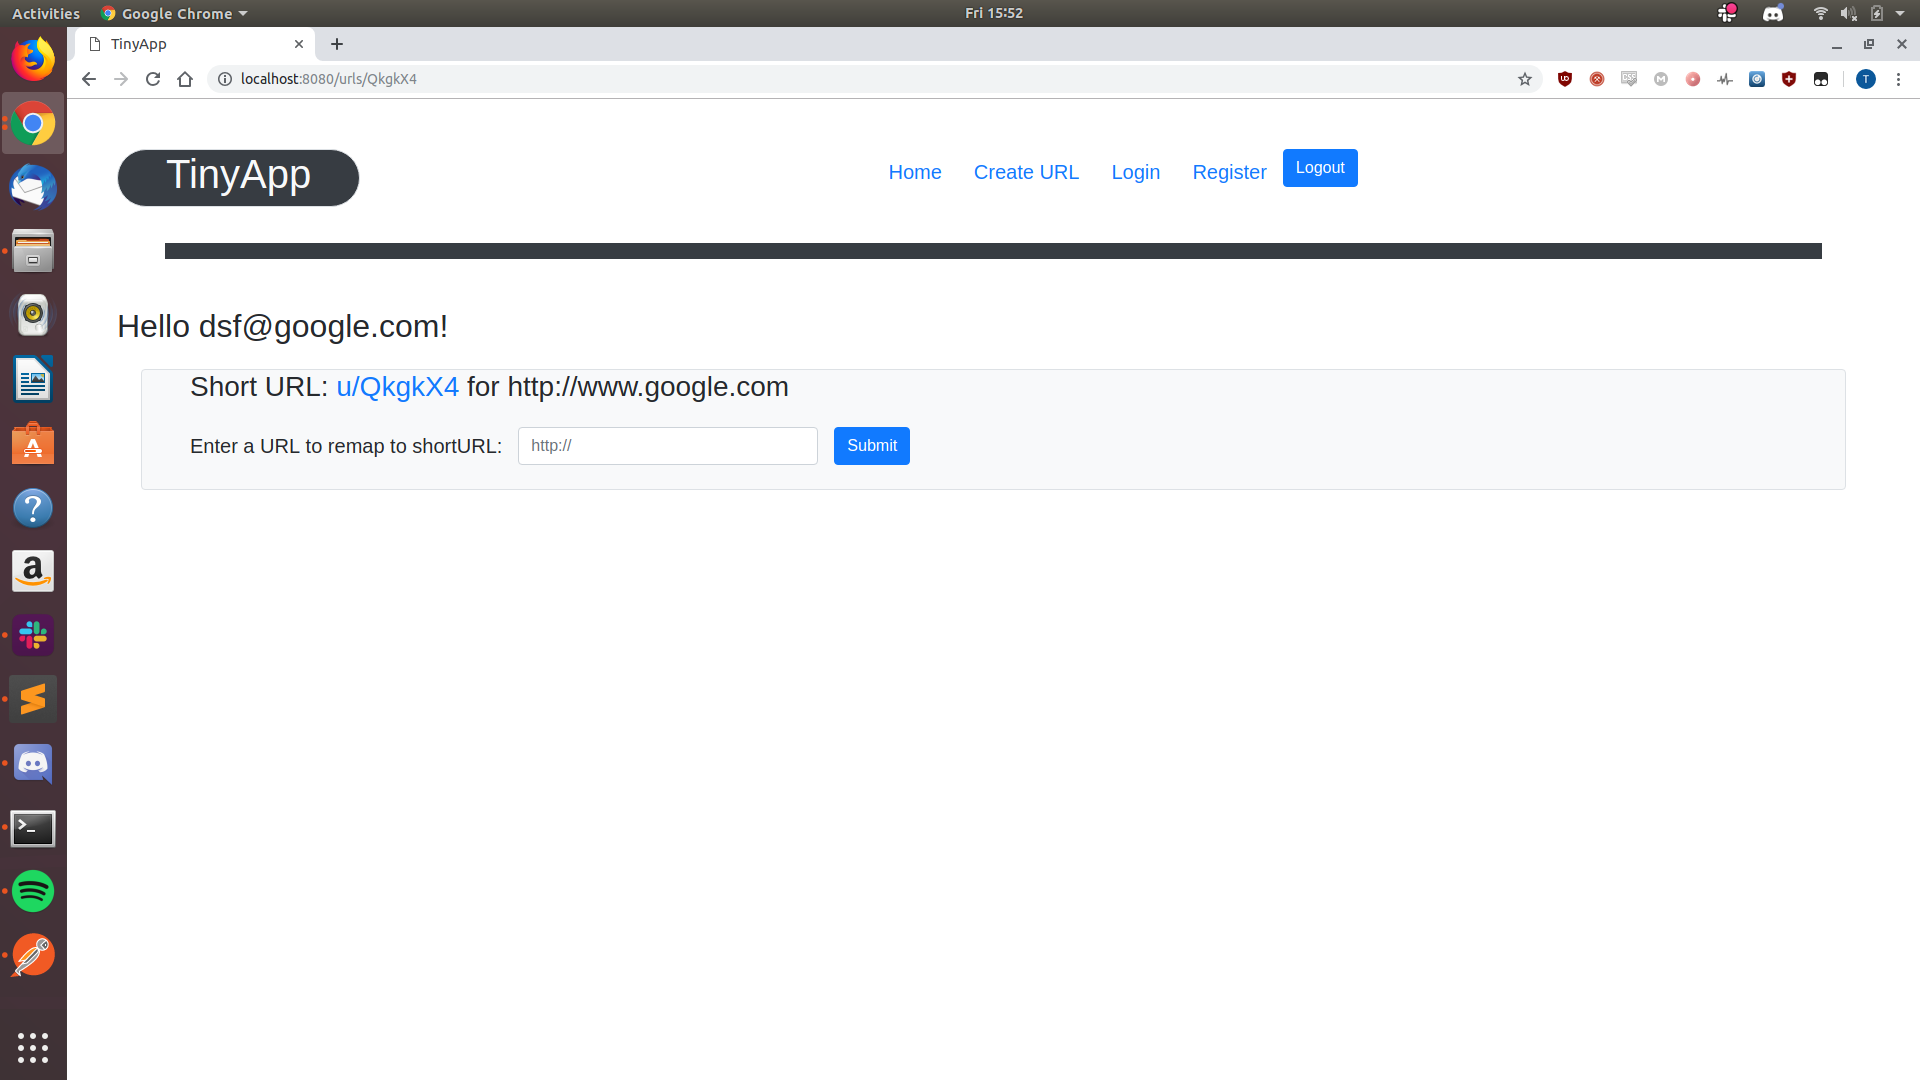 Activities Google Chrome Fri 15:52
TinyApp
localhost:8080/urls/QkgkX4
TinyApp
Home Create URL Login Register Logout
Hello dsf@google.com!
Short URL: u/QkgkX4 for http://www.google.com
Enter a URL to remap to shortURL: http:// Submit